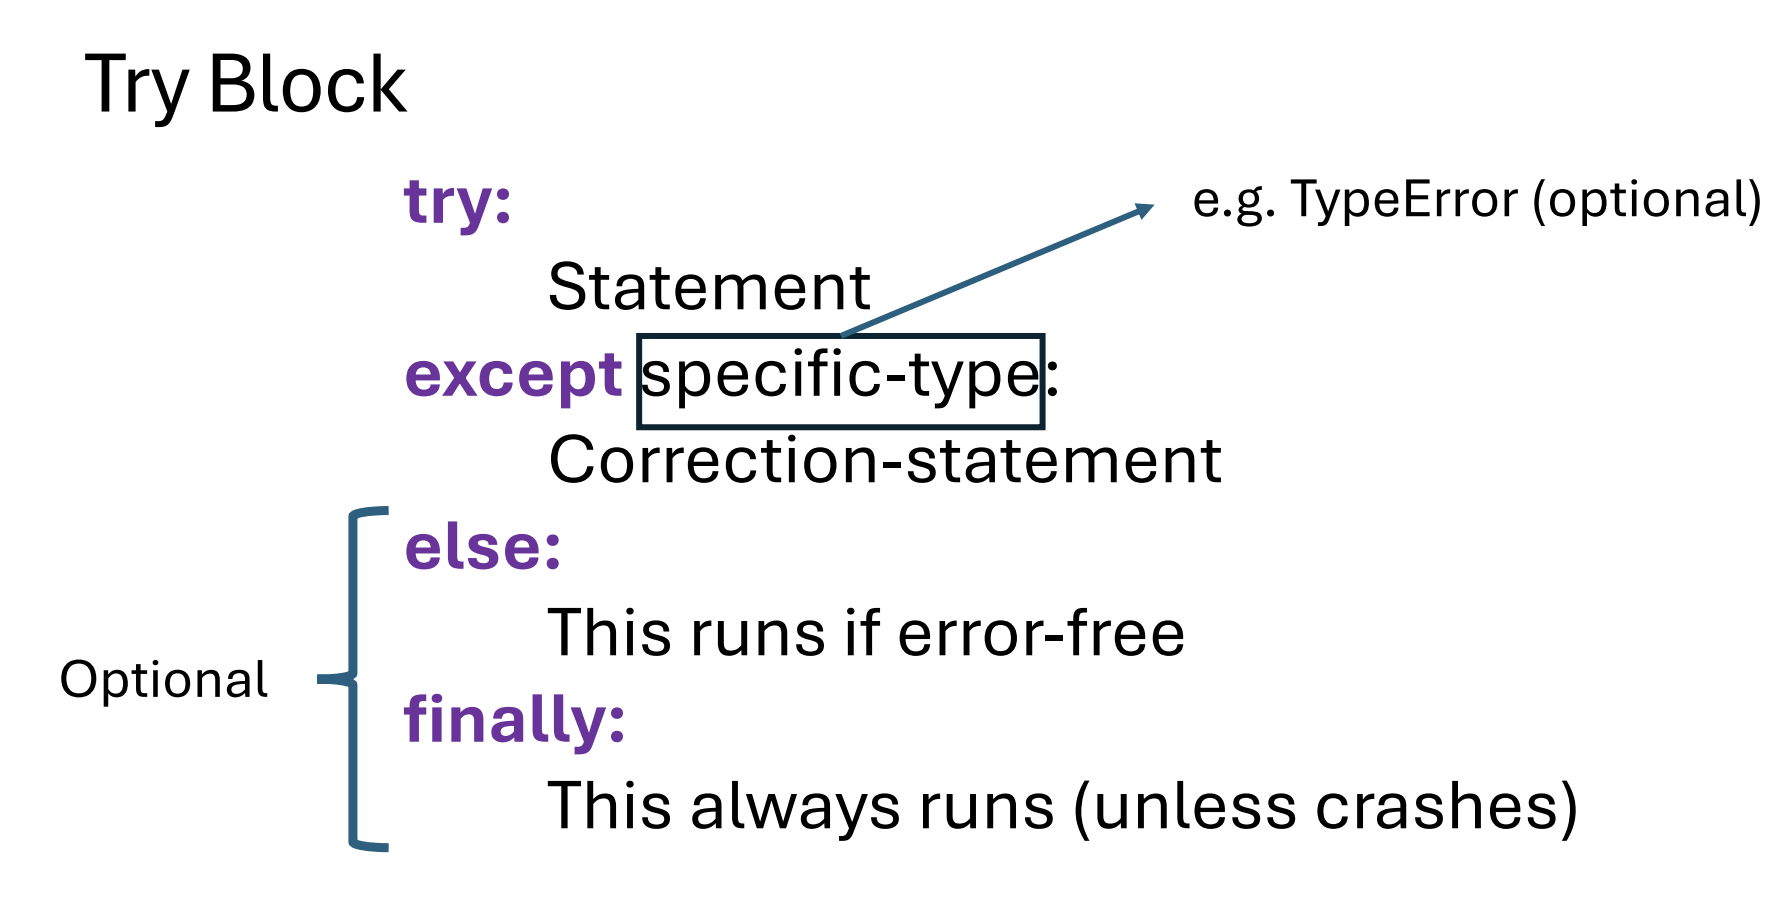 Try Block
try:
e.g. TypeError (optional)
Statement
except specific-type:
Correction-statement
else:
This runs if error-free
Optional
finally:
This always runs (unless crashes)